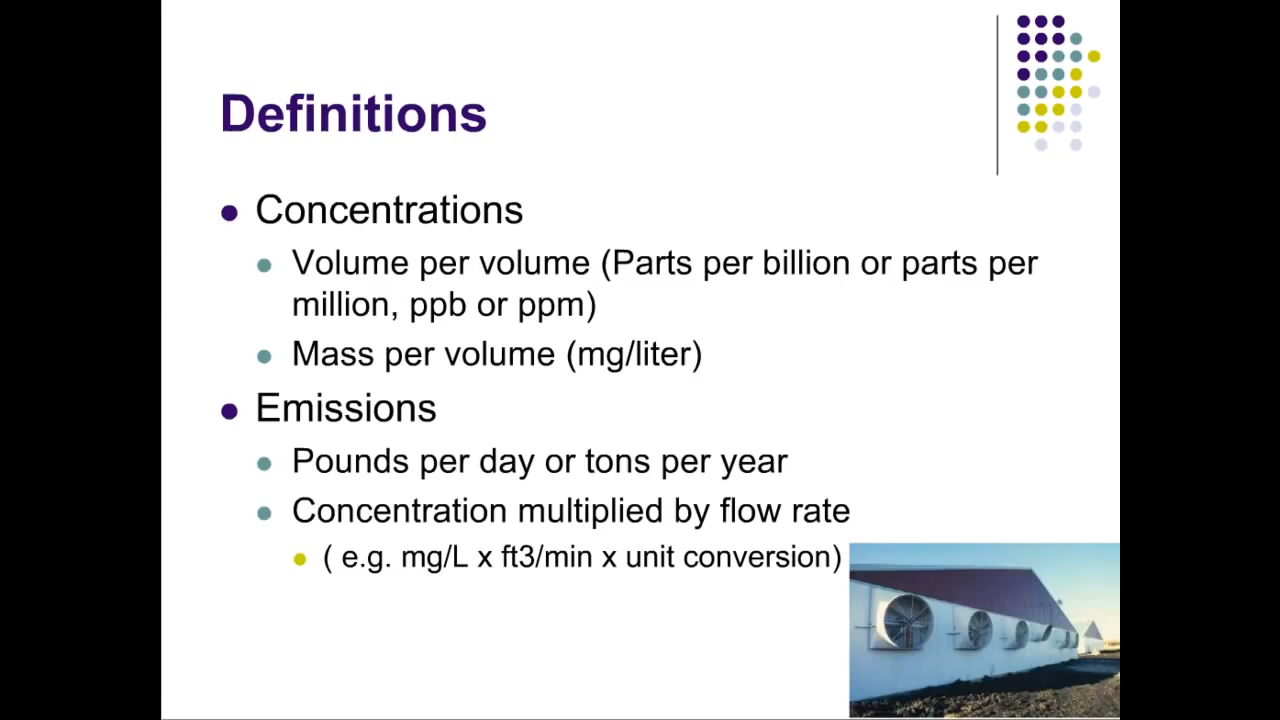 Definitions
Concentrations
Volume per volume (Parts per billion or parts per
million, ppb or ppm)
Mass per volume (mg/liter)
Emissions
Pounds per day or tons per year
Concentration multiplied by flow rate
( e.g. mg/L x ft3/min x unit conversion)